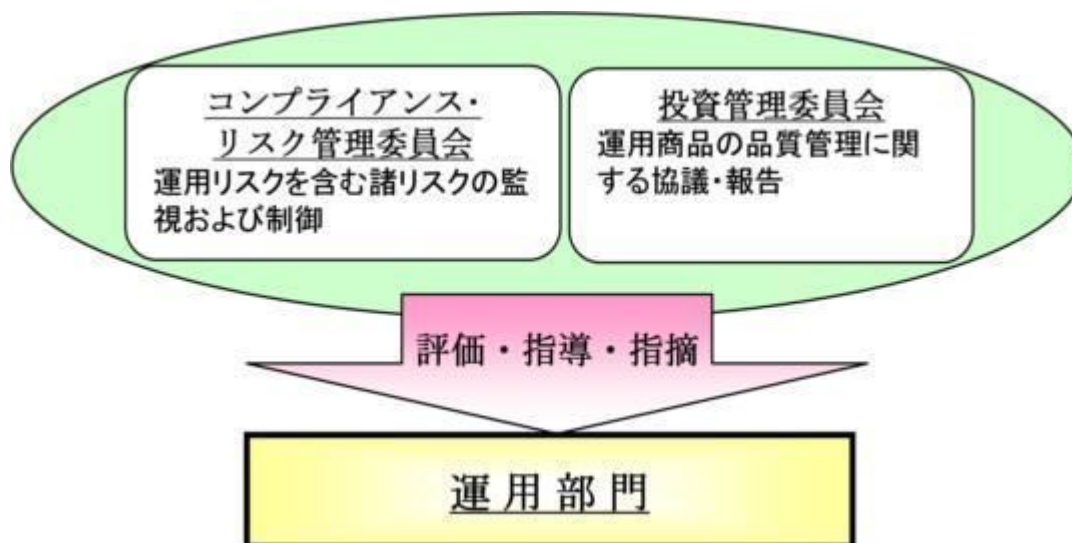 コンプライアンス・
リスク管理委員会
運用リスクを含む諸リスクの監
視および制御
投資管理委員会
運用商品の品質管理に関
する協議・報告
評価・指導・指摘
運用部門